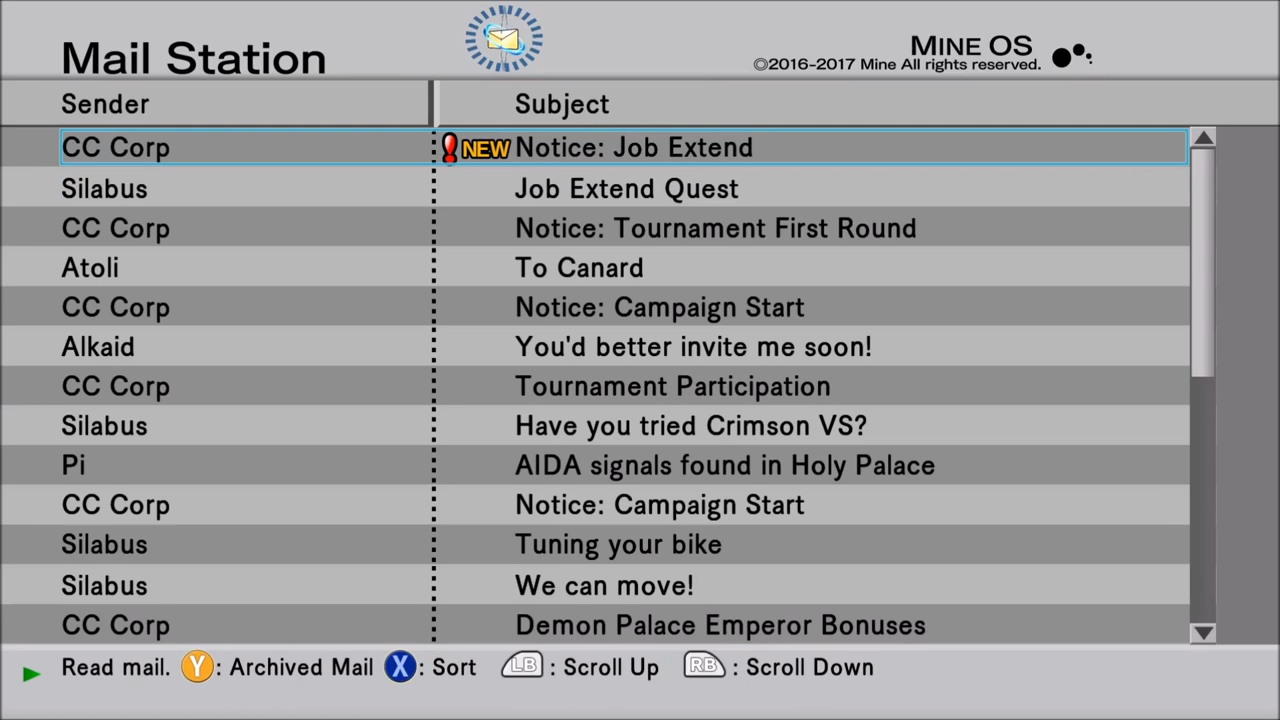 Mail Station
MINE OS
©2016-2017 Mine All rights reserved.
Sender Subject
CC Corp NEW Notice: Job Extend
Silabus Job Extend Quest
CC Corp Notice: Tournament First Round
Atoli To Canard
CC Corp Notice: Campaign Start
Alkaid You'd better invite me soon!
CC Corp Tournament Participation
Silabus Have you tried Crimson VS?
Pi AIDA signals found in Holy Palace
CC Corp Notice: Campaign Start
Silabus Tuning your bike
Silabus We can move!
CC Corp Demon Palace Emperor Bonuses
Read mail. Y: Archived Mail X: Sort LB: Scroll Up RB: Scroll Down